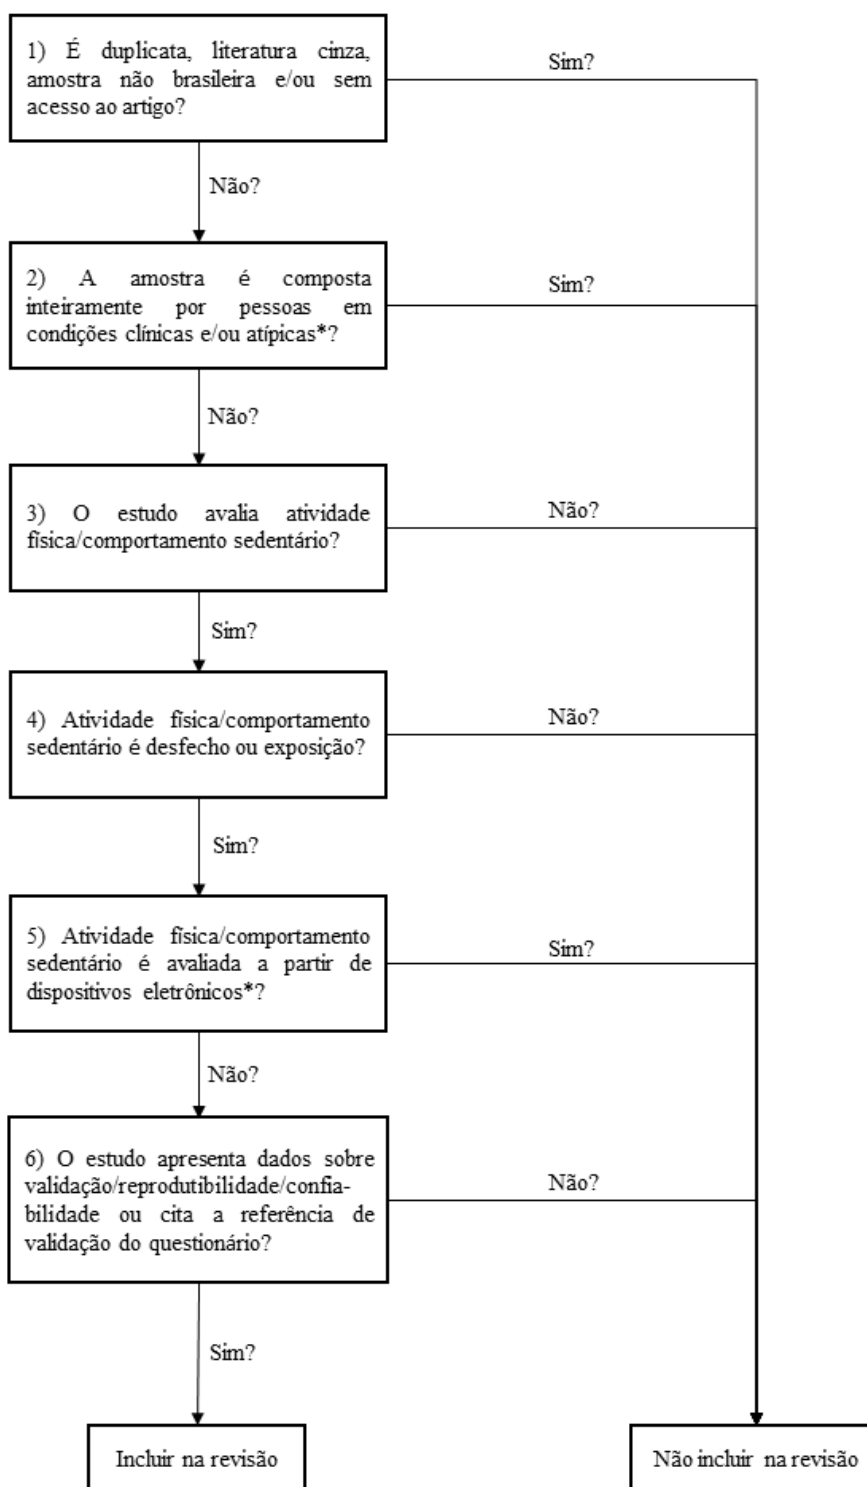 1) É duplicata, literatura cinza,
amostra não brasileira e/ou sem
acesso ao artigo?
Sim?
Não?
2) A amostra é composta
inteiramente por pessoas em
condições clínicas e/ou atípicas*?
Sim?
Não?
3) O estudo avalia atividade
física/comportamento sedentário?
Não?
Sim?
4) Atividade física/comportamento
sedentário é desfecho ou exposição?
Não?
Sim?
5) Atividade física/comportamento
sedentário é avaliada a partir de
dispositivos eletrônicos*?
Sim?
Não?
6) O estudo apresenta dados sobre
validação/reprodutibilidade/confia-
bilidade ou cita a referência de
validação do questionário?
Não?
Sim?
Incluir na revisão
Não incluir na revisão